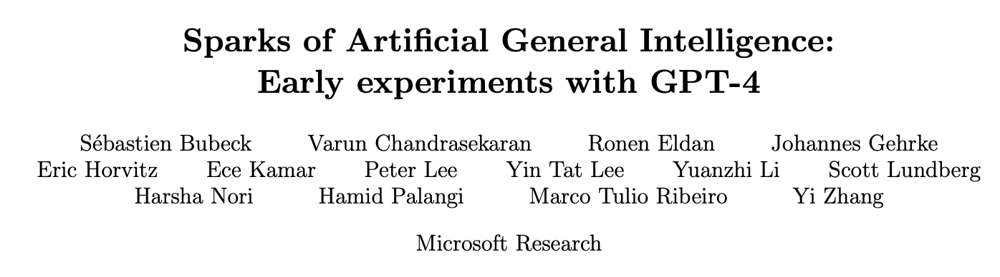 Sparks of Artificial General Intelligence:
Early experiments with GPT-4
Sébastien Bubeck Varun Chandrasekaran Ronen Eldan Johannes Gehrke
Eric Horvitz Ece Kamar Peter Lee Yin Tat Lee Yuanzhi Li Scott Lundberg
Harsha Nori Hamid Palangi Marco Tulio Ribeiro Yi Zhang
Microsoft Research